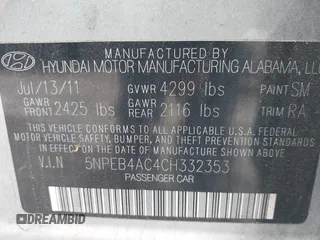 MANUFACTURED BY
HYUNDAI MOTOR MANUFACTURING ALABAMA, LLC
Jul/13/11 GVWR 4299 lbs PAINT SM
GAWR FRONT 2425 lbs GAWR REAR 2116 lbs TRIM RA
THIS VEHICLE CONFORMS TO ALL APPLICABLE
FEDERAL MOTOR VEHICLE SAFETY, BUMPER, AND
THEFT PREVENTION STANDARDS IN EFFECT ON THE
DATE OF MANUFACTURE SHOWN ABOVE.
V.I.N 5NPEB4AC4CH332353
PASSENGER CAR
DREAMBID